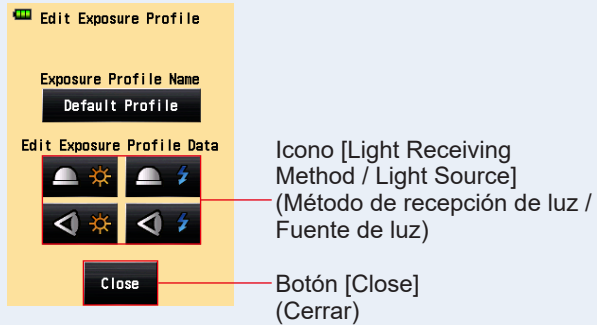 Edit Exposure Profile
Exposure Profile Name
Default Profile
Edit Exposure Profile Data
Icono [Light Receiving
Method / Light Source]
(Método de recepción de luz /
Fuente de luz)
Close
Botón [Close]
(Cerrar)